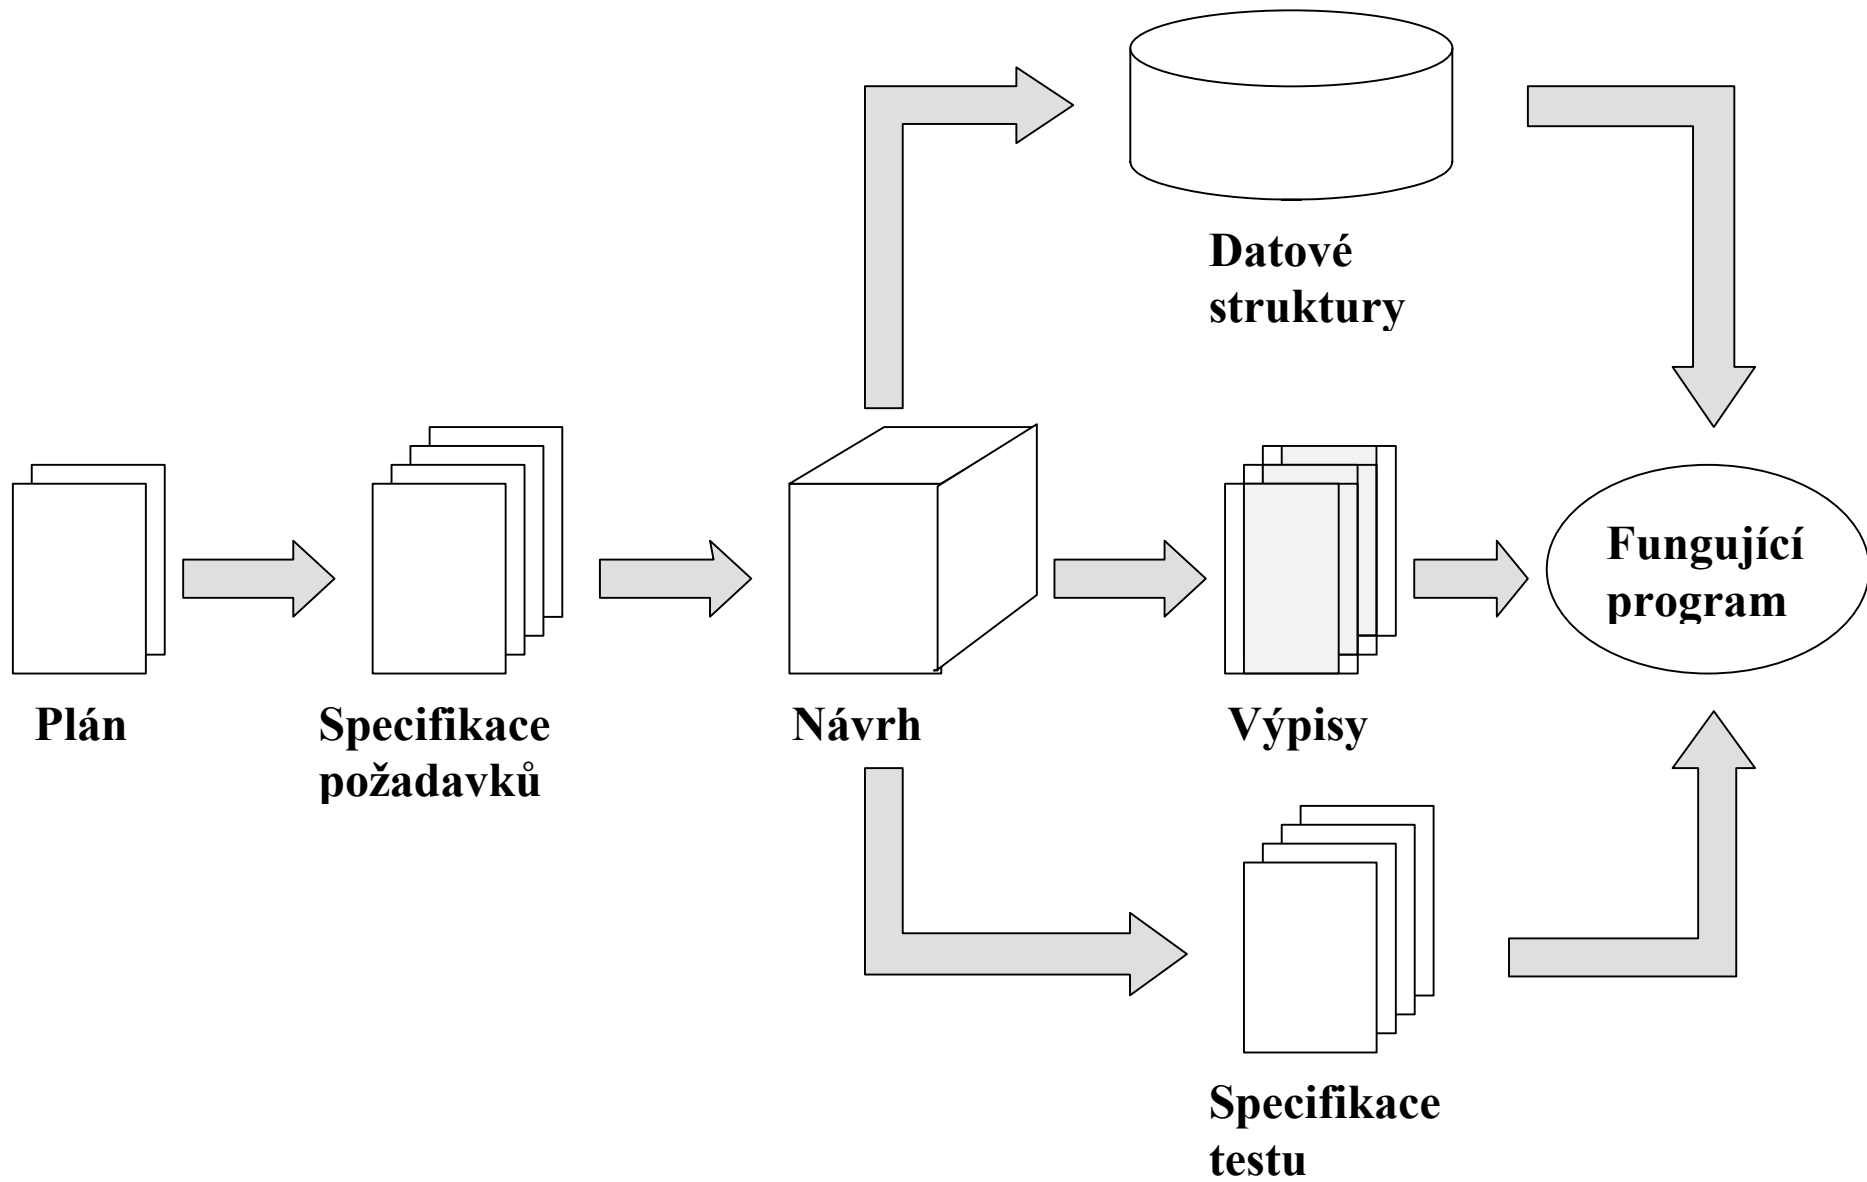 Datové
struktury
Fungující
program
Plán
Specifikace
požadavků
Návrh
Výpisy
Specifikace
testu